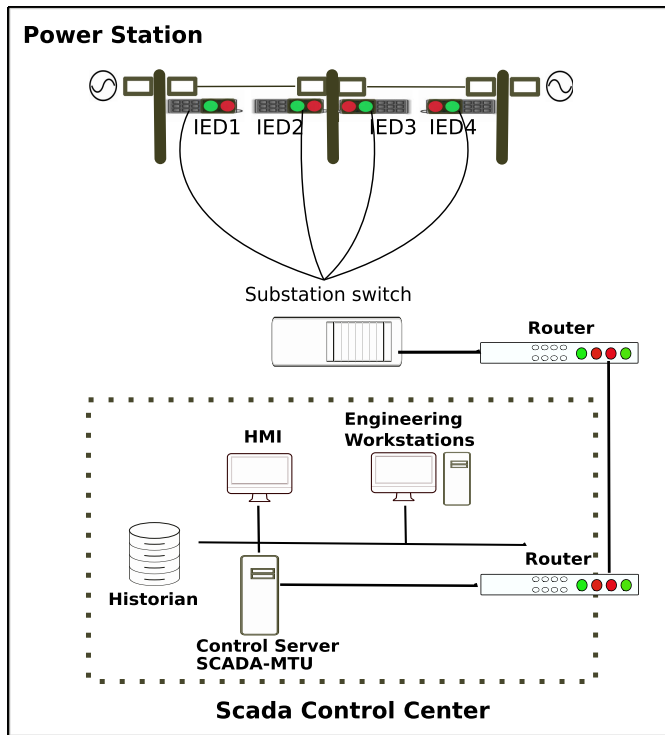 Power Station
IED1 IED2 IED3 IED4
Substation switch
Router
Engineering
Workstations
HMI
Router
Historian
Control Server
SCADA-MTU
Scada Control Center